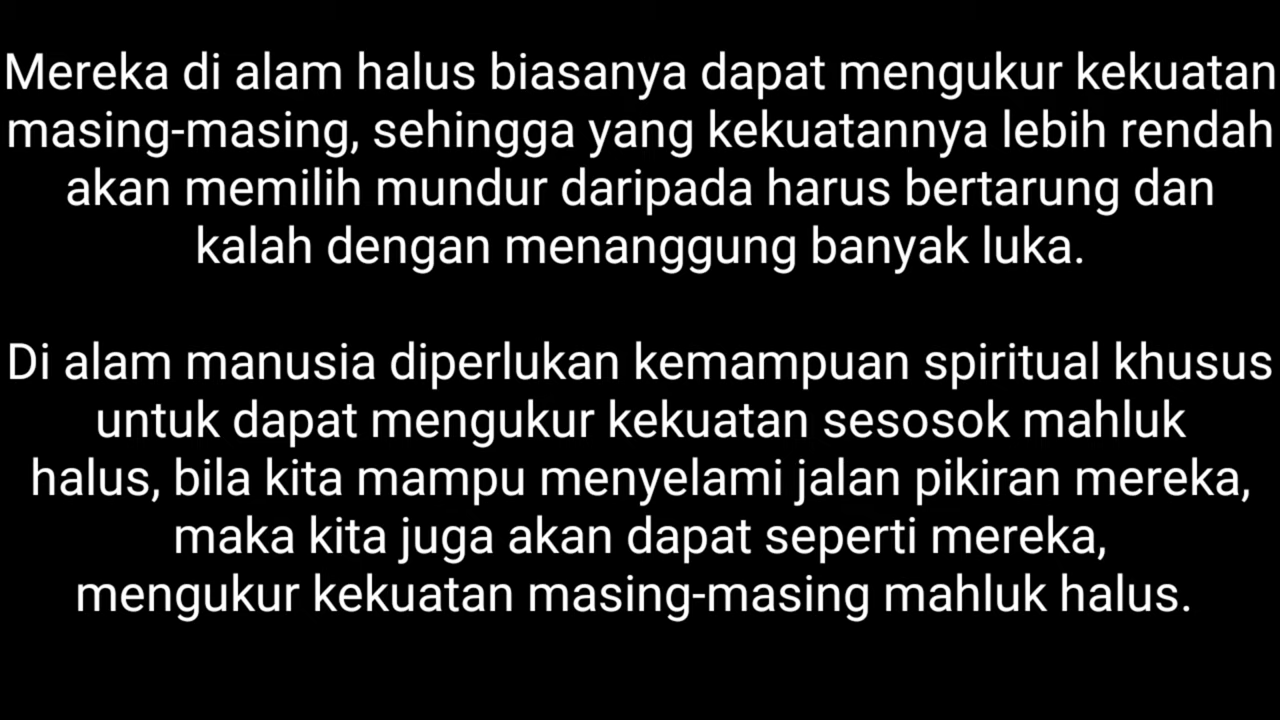 Mereka di alam halus biasanya dapat mengukur kekuatan
masing-masing, sehingga yang kekuatannya lebih rendah
akan memilih mundur daripada harus bertarung dan
kalah dengan menanggung banyak luka.
Di alam manusia diperlukan kemampuan spiritual khusus
untuk dapat mengukur kekuatan sesosok mahluk
halus, bila kita mampu menyelami jalan pikiran mereka,
maka kita juga akan dapat seperti mereka,
mengukur kekuatan masing-masing mahluk halus.